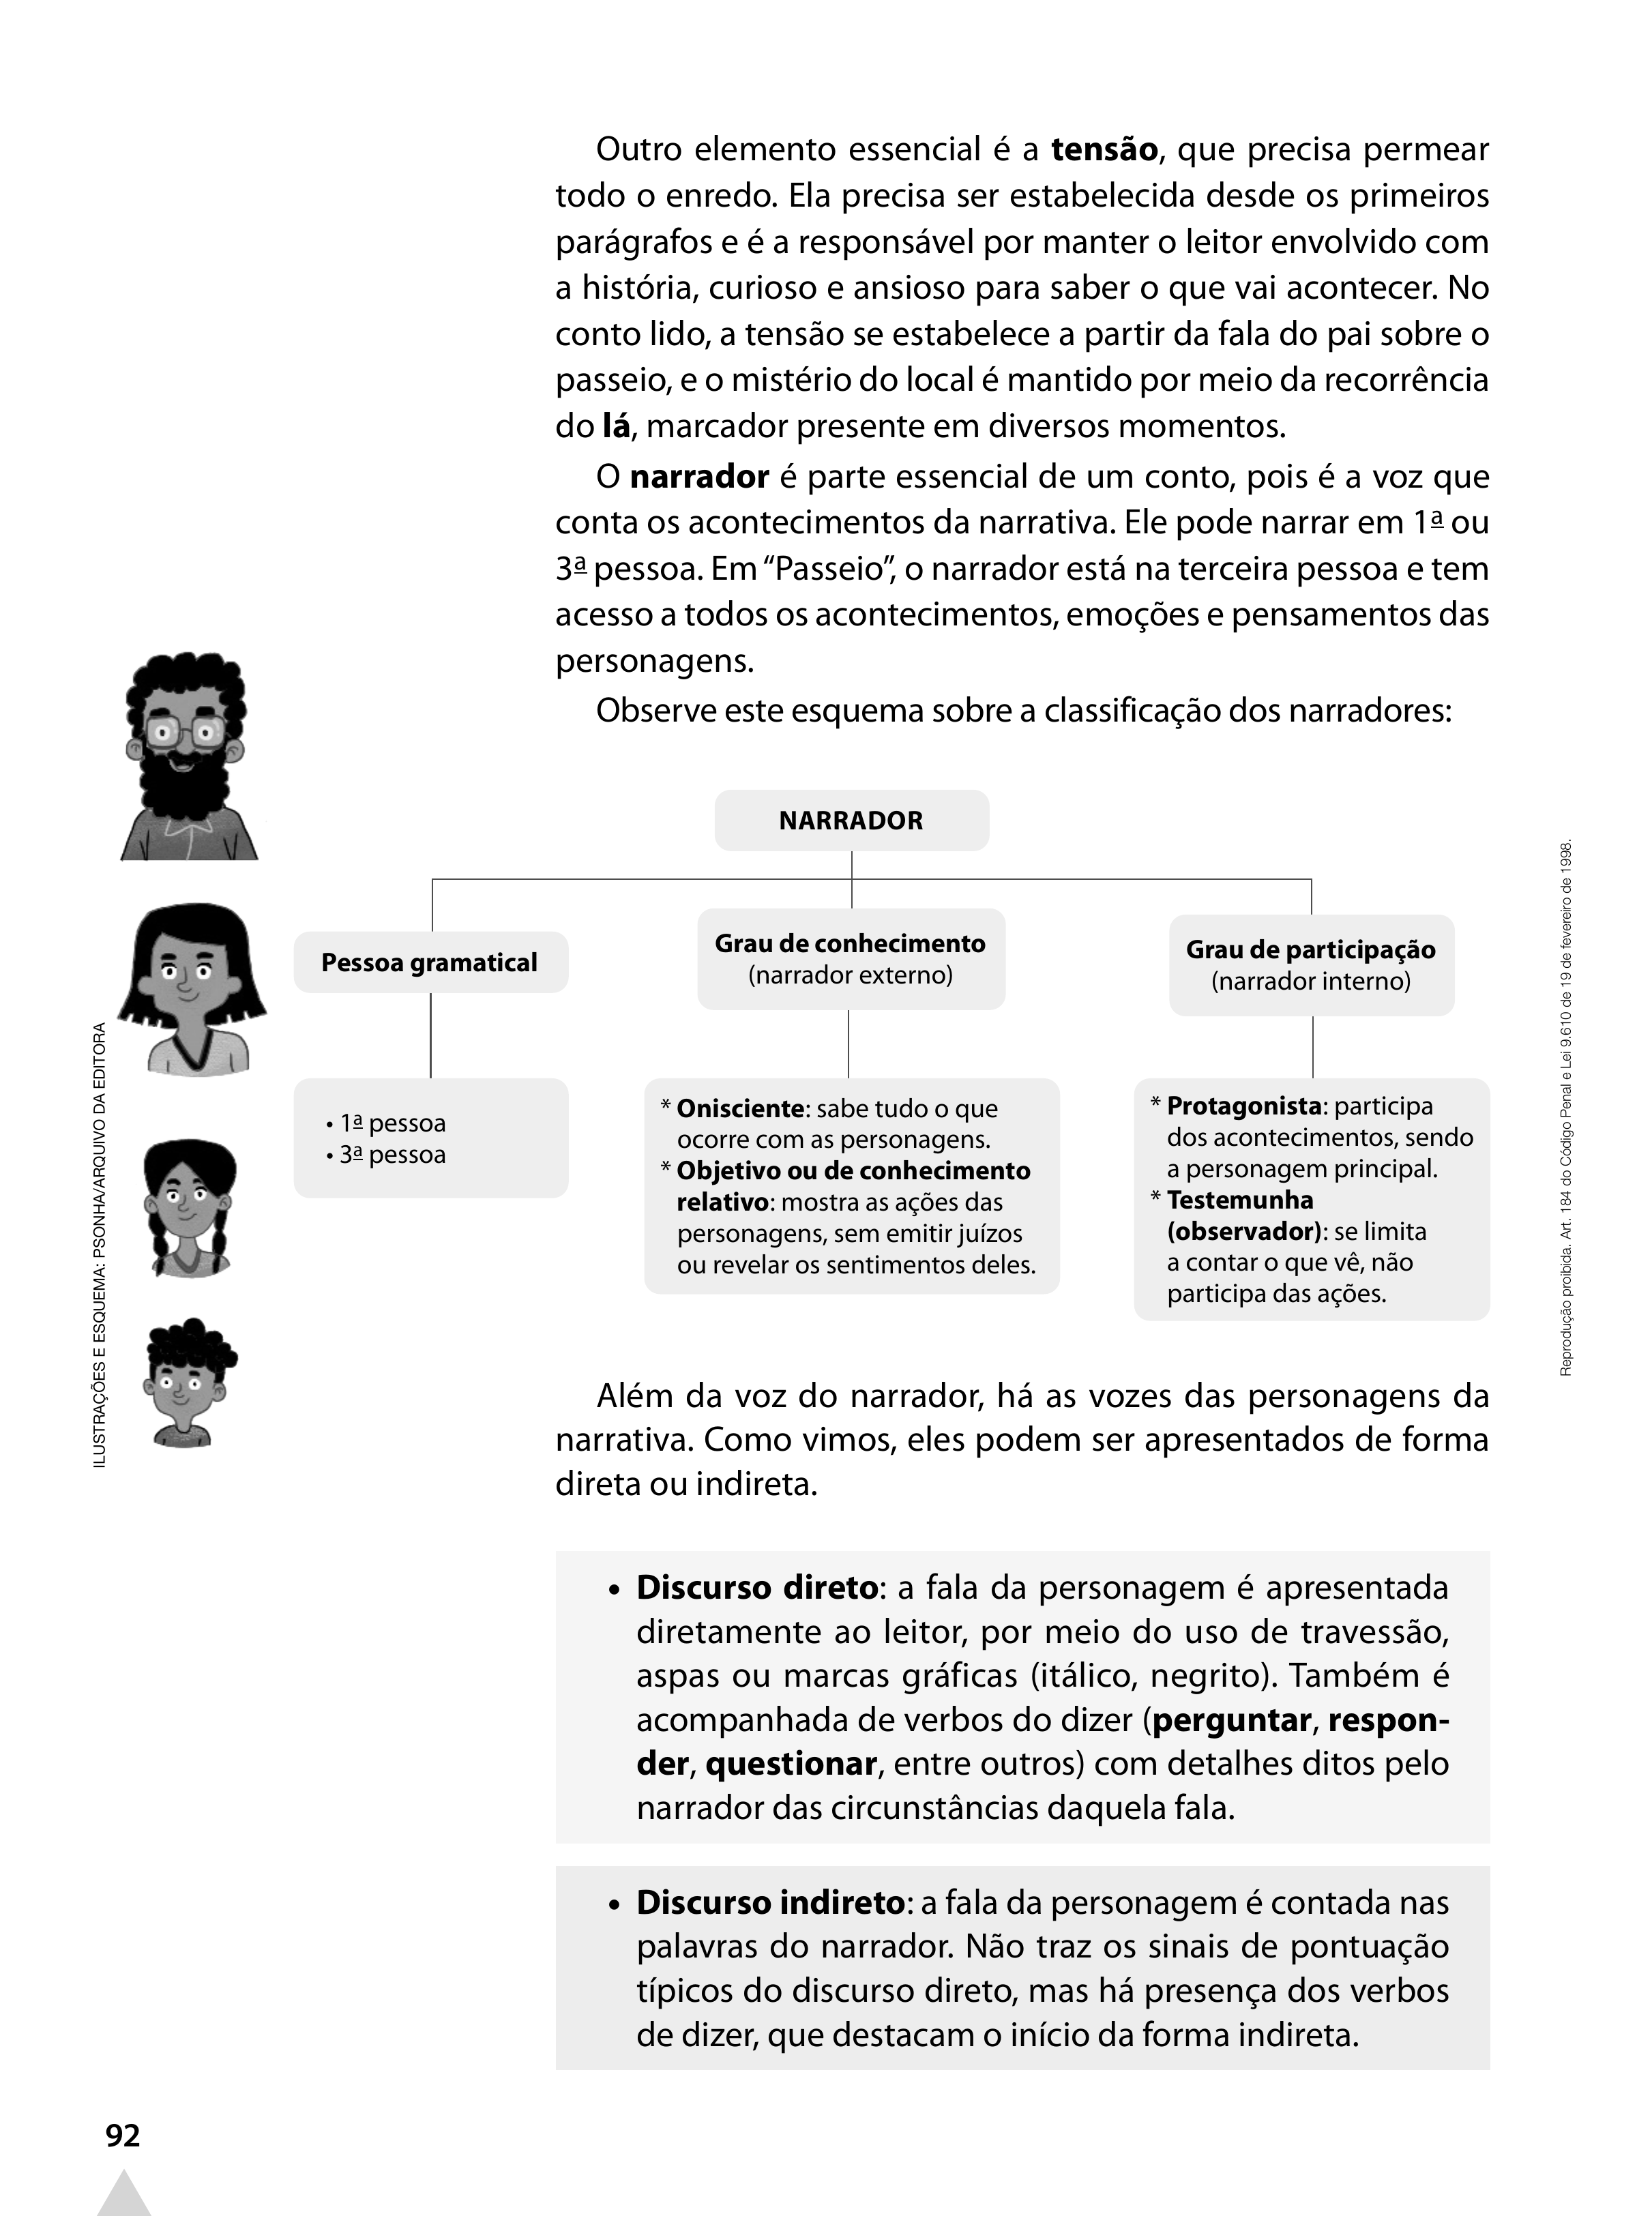 Outro elemento essencial é a tensão, que precisa permear
todo o enredo. Ela precisa ser estabelecida desde os primeiros
parágrafos e é a responsável por manter o leitor envolvido com
a história, curioso e ansioso para saber o que vai acontecer. No
conto lido, a tensão se estabelece a partir da fala do pai sobre o
passeio, e o mistério do local é mantido por meio da recorrência
do lá, marcador presente em diversos momentos.
O narrador é parte essencial de um conto, pois é a voz que
conta os acontecimentos da narrativa. Ele pode narrar em 1ª ou
3ª pessoa. Em “Passeio”, o narrador está na terceira pessoa e tem
acesso a todos os acontecimentos, emoções e pensamentos das
personagens.
Observe este esquema sobre a classificação dos narradores:
NARRADOR
Pessoa gramatical
• 1ª pessoa
• 3ª pessoa
Grau de conhecimento
(narrador externo)
* Onisciente: sabe tudo o que
ocorre com as personagens.
* Objetivo ou de conhecimento
relativo: mostra as ações das
personagens, sem emitir juízos
ou revelar os sentimentos deles.
Grau de participação
(narrador interno)
* Protagonista: participa
dos acontecimentos, sendo
a personagem principal.
* Testemunha
(observador): se limita
a contar o que vê, não
participa das ações.
ILUSTRAÇÕES E ESQUEMA: PSONHA/ARQUIVO DA EDITORA
Reprodução proibida. Art. 184 do Código Penal e Lei 9.610 de 19 de fevereiro de 1998.
Além da voz do narrador, há as vozes das personagens da
narrativa. Como vimos, eles podem ser apresentados de forma
direta ou indireta.
• Discurso direto: a fala da personagem é apresentada
diretamente ao leitor, por meio do uso de travessão,
aspas ou marcas gráficas (itálico, negrito). Também é
acompanhada de verbos do dizer (perguntar, respon-
der, questionar, entre outros) com detalhes ditos pelo
narrador das circunstâncias daquela fala.
• Discurso indireto: a fala da personagem é contada nas
palavras do narrador. Não traz os sinais de pontuação
típicos do discurso direto, mas há presença dos verbos
de dizer, que destacam o início da forma indireta.
92